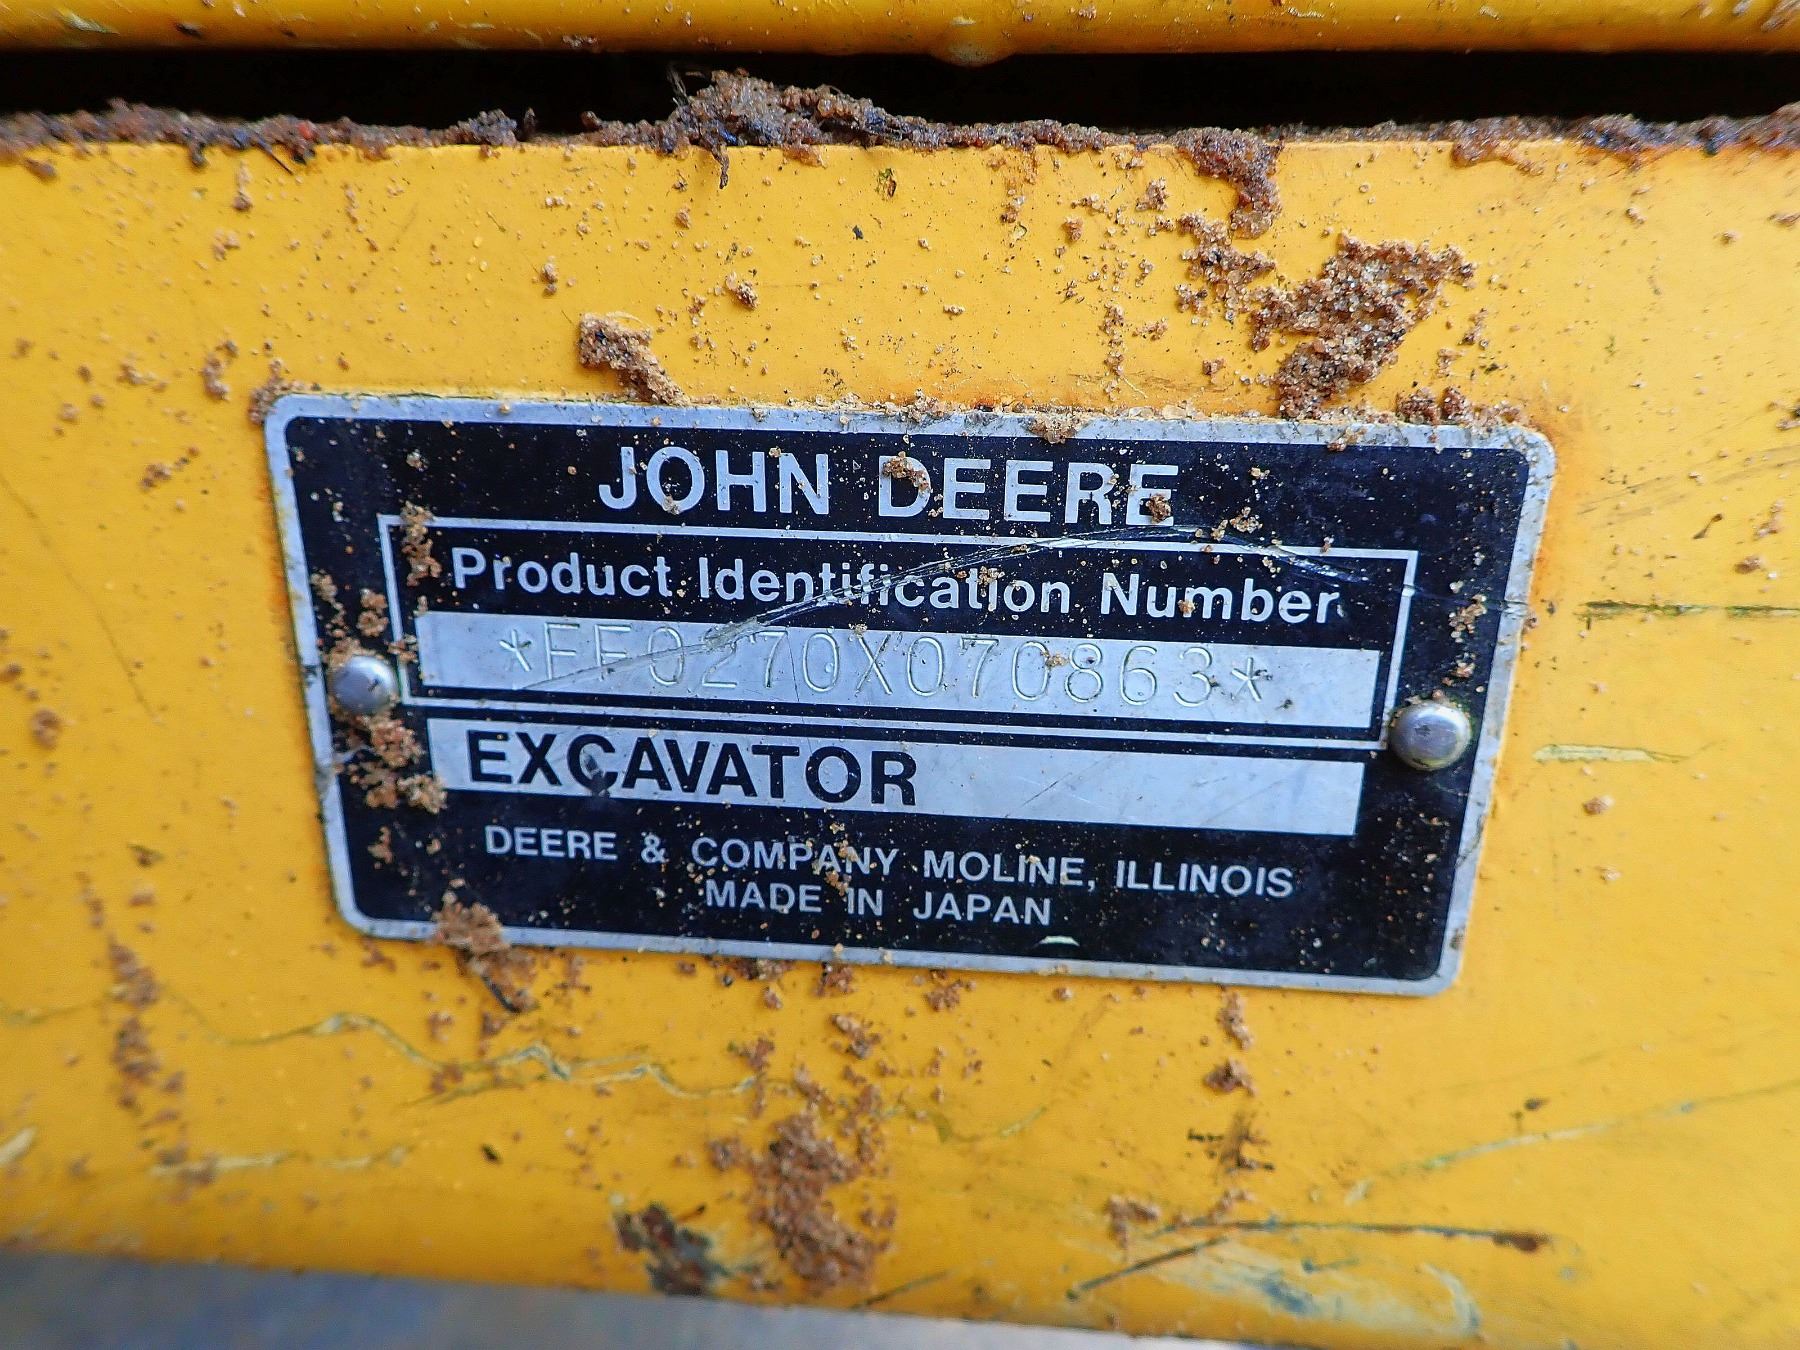 JOHN DEERE
Product Identification Number
*FF0270X070863*
EXCAVATOR
DEERE & COMPANY MOLINE, ILLINOIS
MADE IN JAPAN